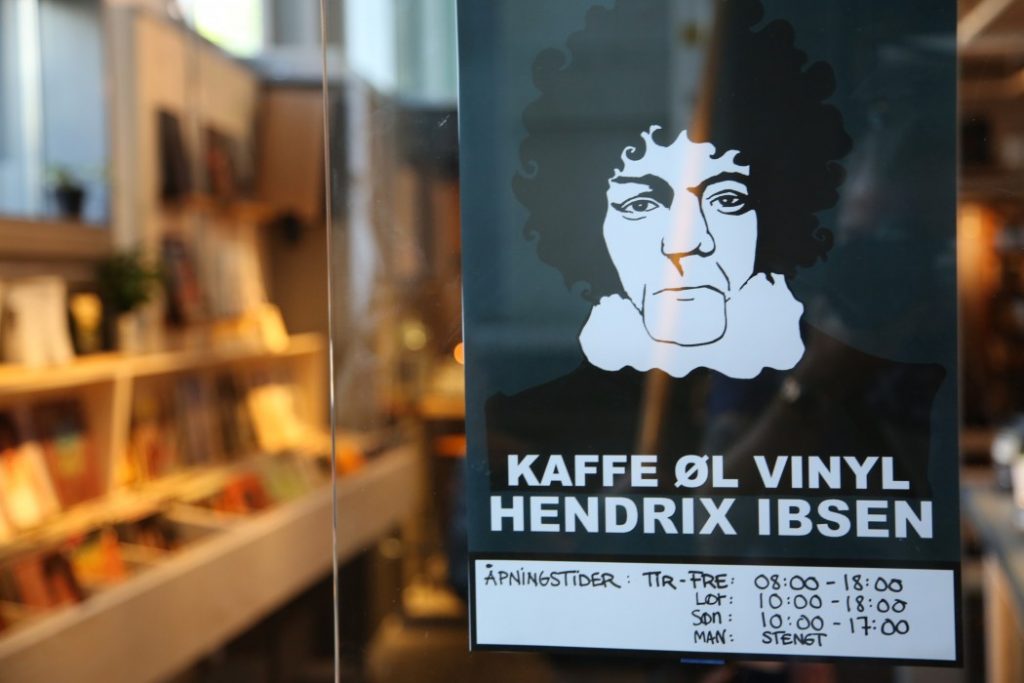 KAFFE ØL VINYL
HENDRIX IBSEN
ÅPNINGSTIDER: TIR-FRE: 08:00-18:00
LØR: 10:00-18:00
SØN: 10:00-17:00
MAN: STENGT